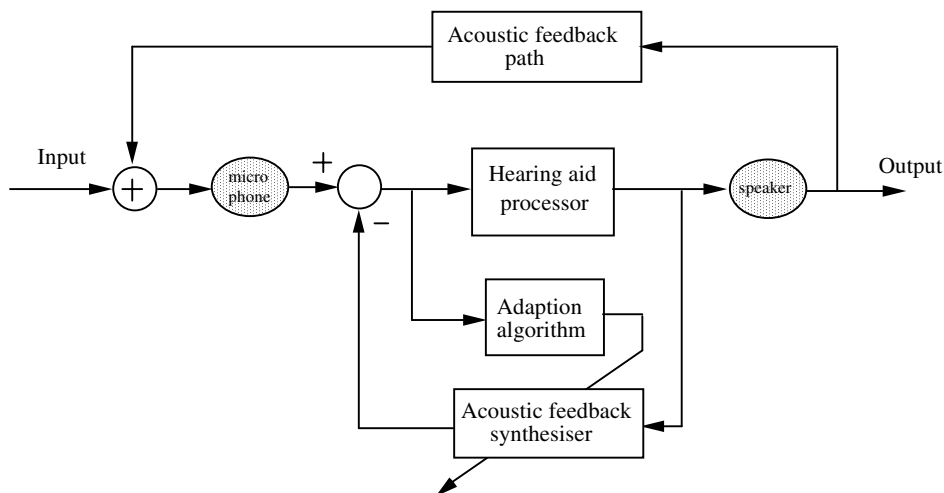 Acoustic feedback
path
Input
+
micro
phone
+
−
Hearing aid
processor
speaker
Output
Adaption
algorithm
Acoustic feedback
synthesiser